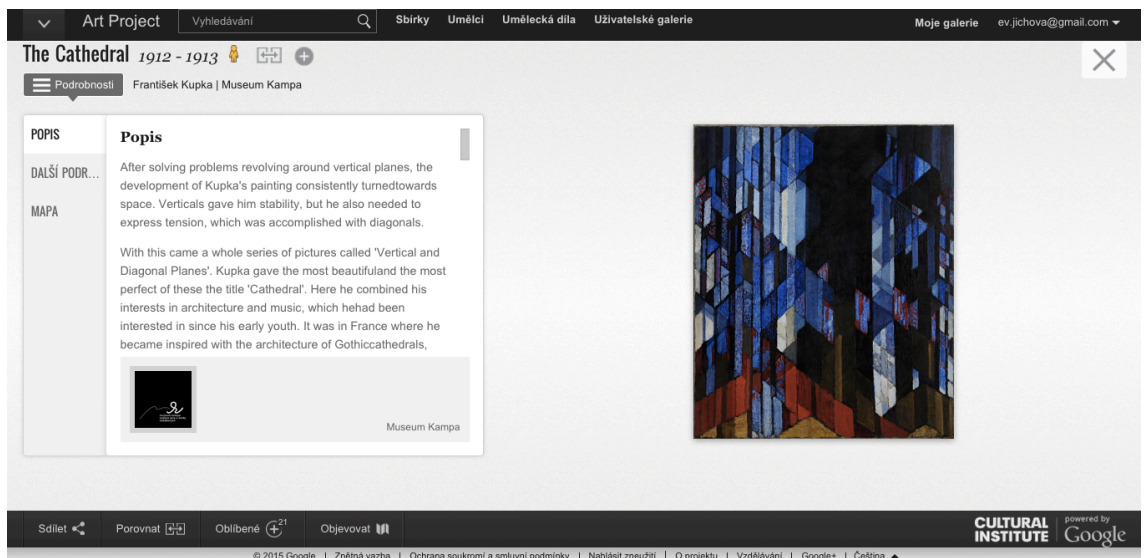 Art Project
Vyhledávání
Sbírky Umělci Umělecká díla Uživatelské galerie
Moje galerie ev.jichova@gmail.com
The Cathedral 1912 - 1913
Podrobnosti František Kupka | Museum Kampa
POPIS
DALŠÍ PODR...
MAPA
Popis
After solving problems revolving around vertical planes, the
development of Kupka's painting consistently turnedtowards
space. Verticals gave him stability, but he also needed to
express tension, which was accomplished with diagonals.
With this came a whole series of pictures called 'Vertical and
Diagonal Planes'. Kupka gave the most beautifuland the most
perfect of these the title 'Cathedral'. Here he combined his
interests in architecture and music, which hehad been
interested in since his early youth. It was in France where he
became inspired with the architecture of Gothiccathedrals,
Museum Kampa
Sdílet Porovnat Oblíbené 21 Objevovat
CULTURAL INSTITUTE powered by Google
© 2015 Google | Zpětná vazba | Ochrana soukromí a smluvní podmínky | Nahlásit zneužití | O projektu | Vzdělávání | Google+ | Čeština